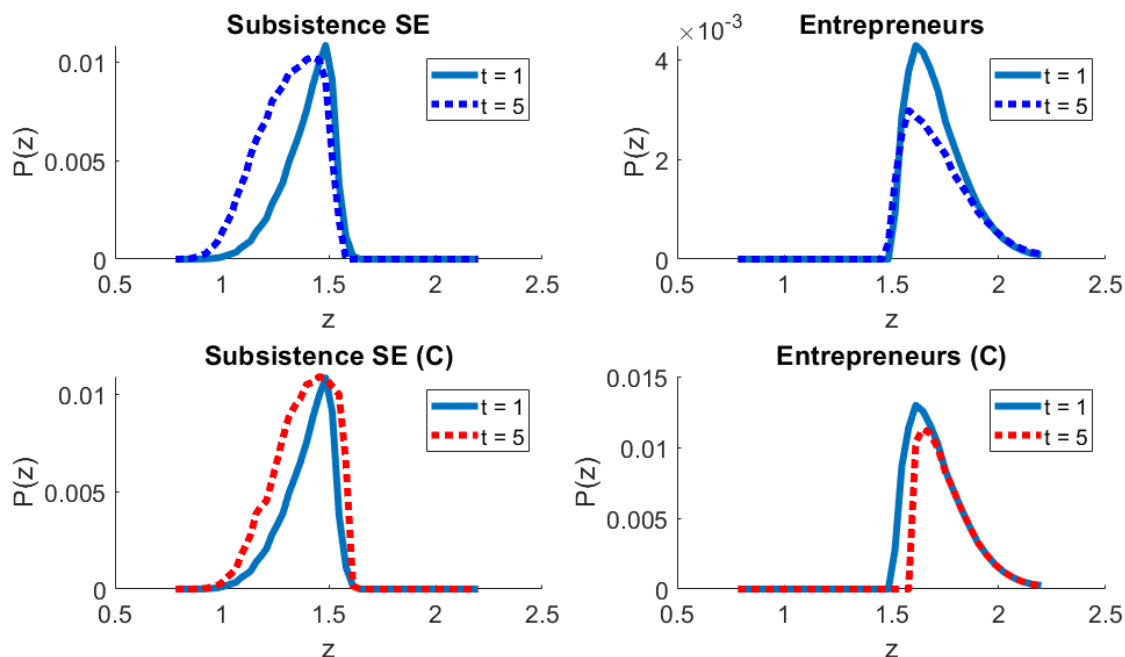 Subsistence SE
P(z)
0.01
0.005
0
0.5 1 1.5 2 2.5
z
t = 1
t = 5
Entrepreneurs
×10⁻³
P(z)
4
2
0
0.5 1 1.5 2 2.5
z
t = 1
t = 5
Subsistence SE (C)
P(z)
0.01
0.005
0
0.5 1 1.5 2 2.5
z
t = 1
t = 5
Entrepreneurs (C)
P(z)
0.015
0.01
0.005
0
0.5 1 1.5 2 2.5
z
t = 1
t = 5